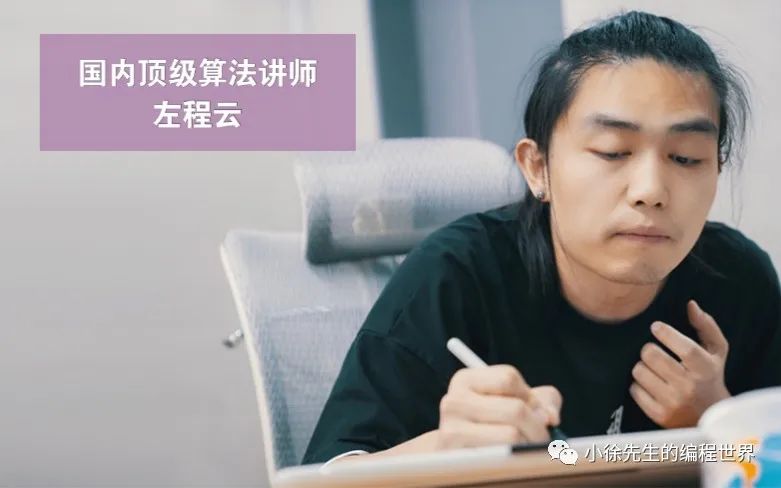 国内顶级算法讲师
左程云
小徐先生的编程世界